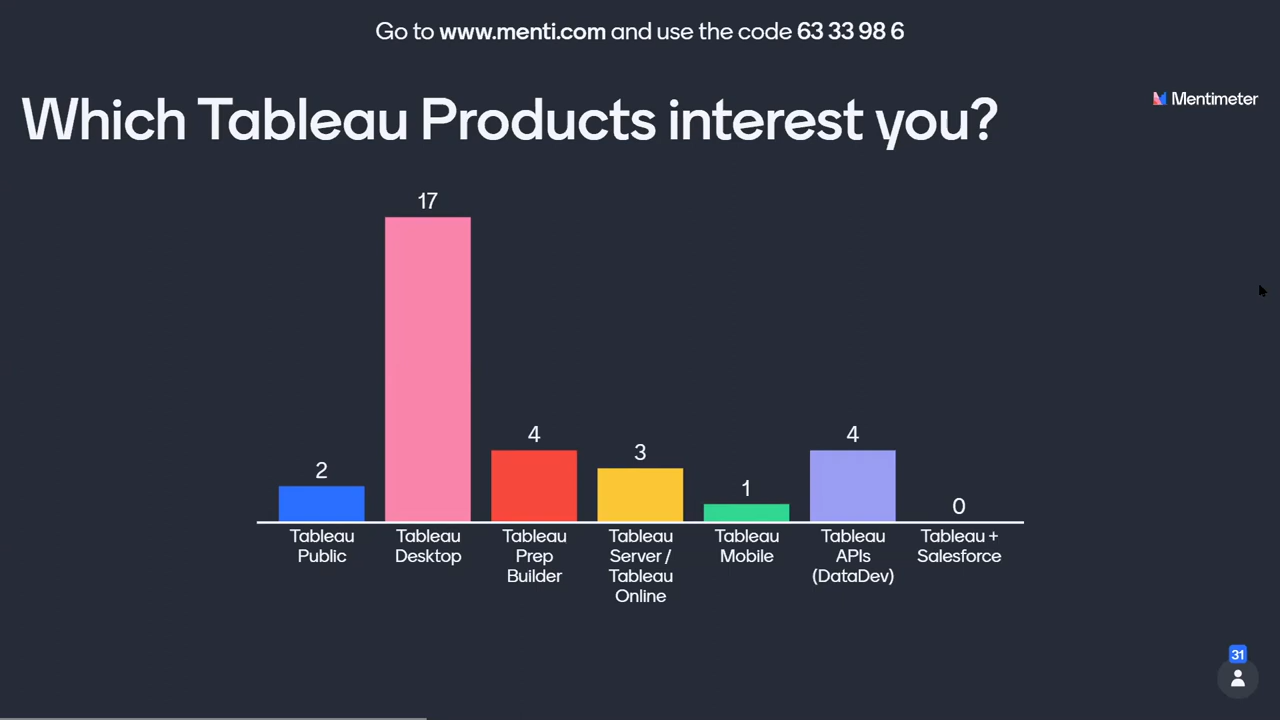 Go to www.menti.com and use the code 63 33 98 6
Which Tableau Products interest you?
Mentimeter
17
4
4
3
2
1
0
Tableau
Public
Tableau
Desktop
Tableau
Prep
Builder
Tableau
Server /
Tableau
Online
Tableau
Mobile
Tableau
APIs
(DataDev)
Tableau +
Salesforce
31